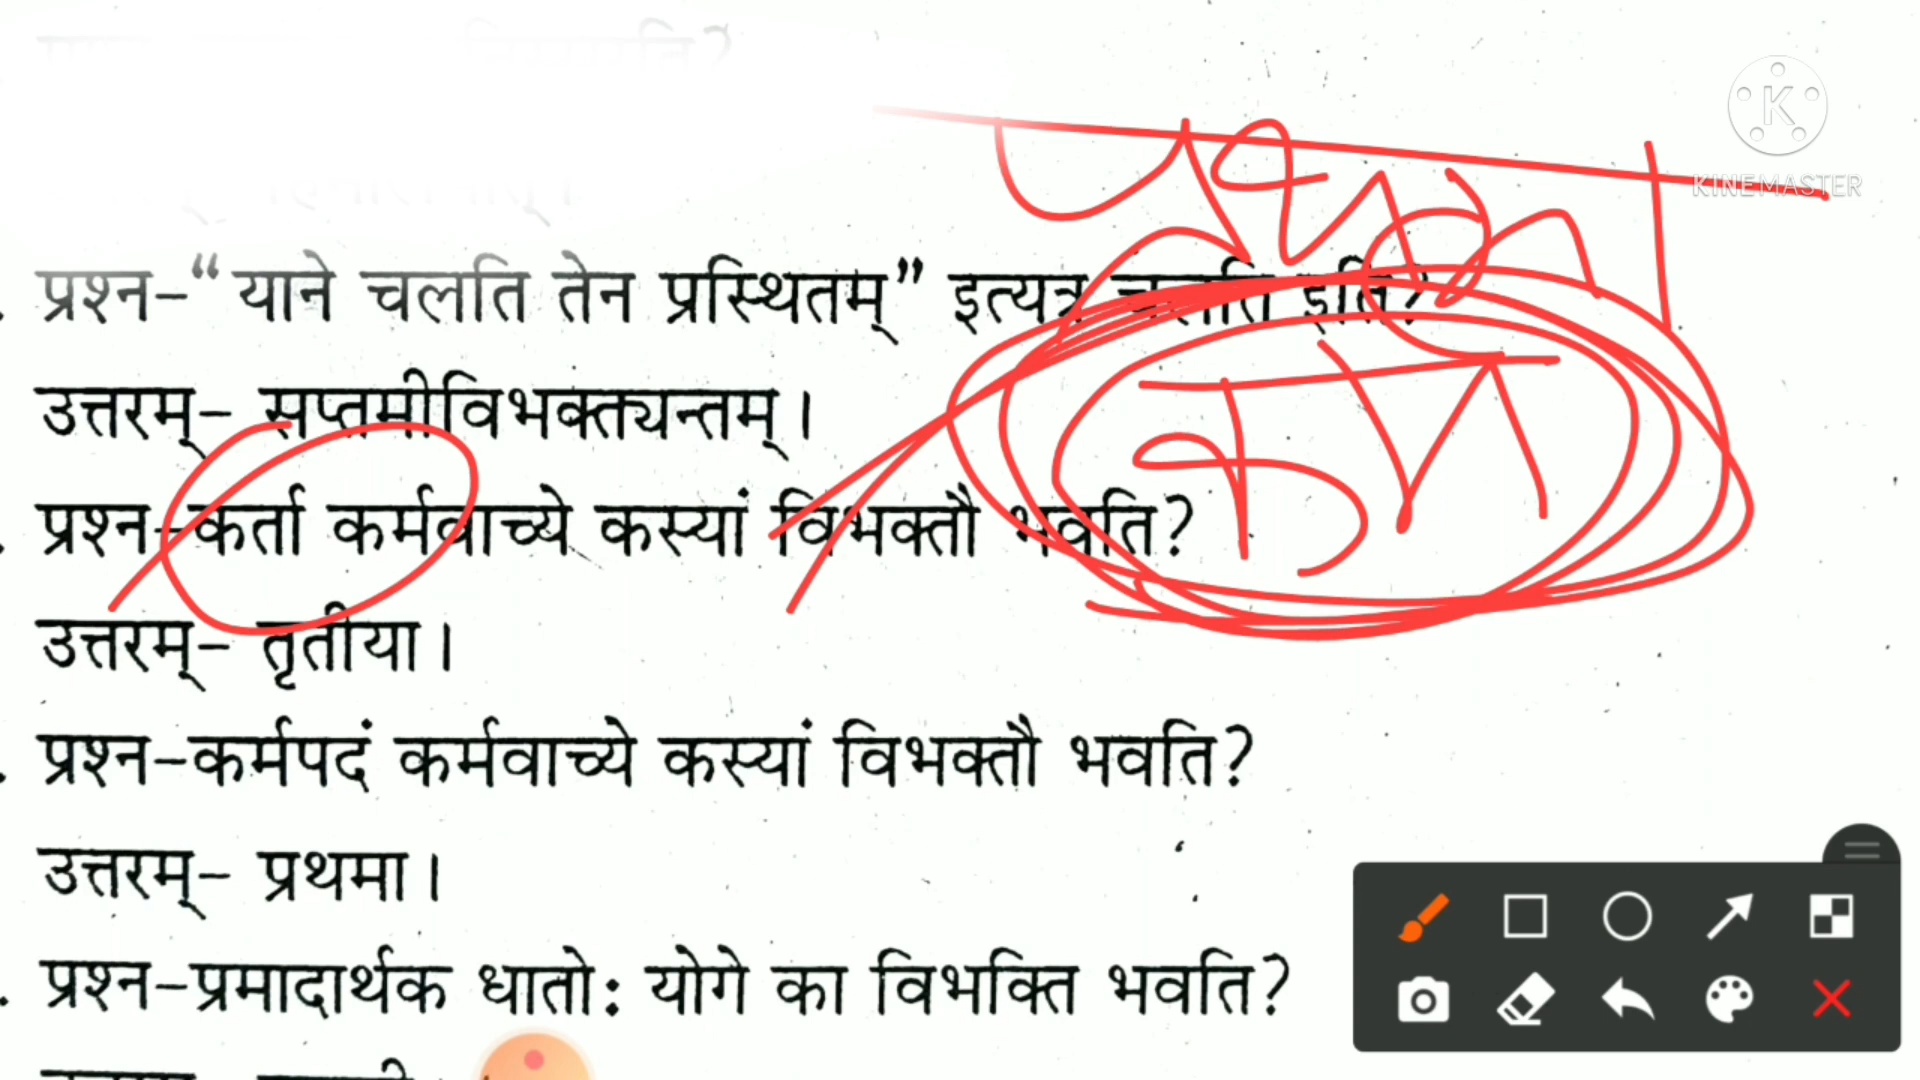 प्रश्न-“याने चलति तेन प्रस्थितम्” इत्यत्र चलति इति?
उत्तरम्- सप्तमीविभक्त्यन्तम्।
प्रश्न-कर्ता कर्मवाच्ये कस्यां विभक्तौ भवति?
उत्तरम्- तृतीया।
प्रश्न-कर्मपदं कर्मवाच्ये कस्यां विभक्तौ भवति?
उत्तरम्- प्रथमा।
प्रश्न-प्रमादार्थक धातोः योगे का विभक्ति भवति?
K
KINEMASTER